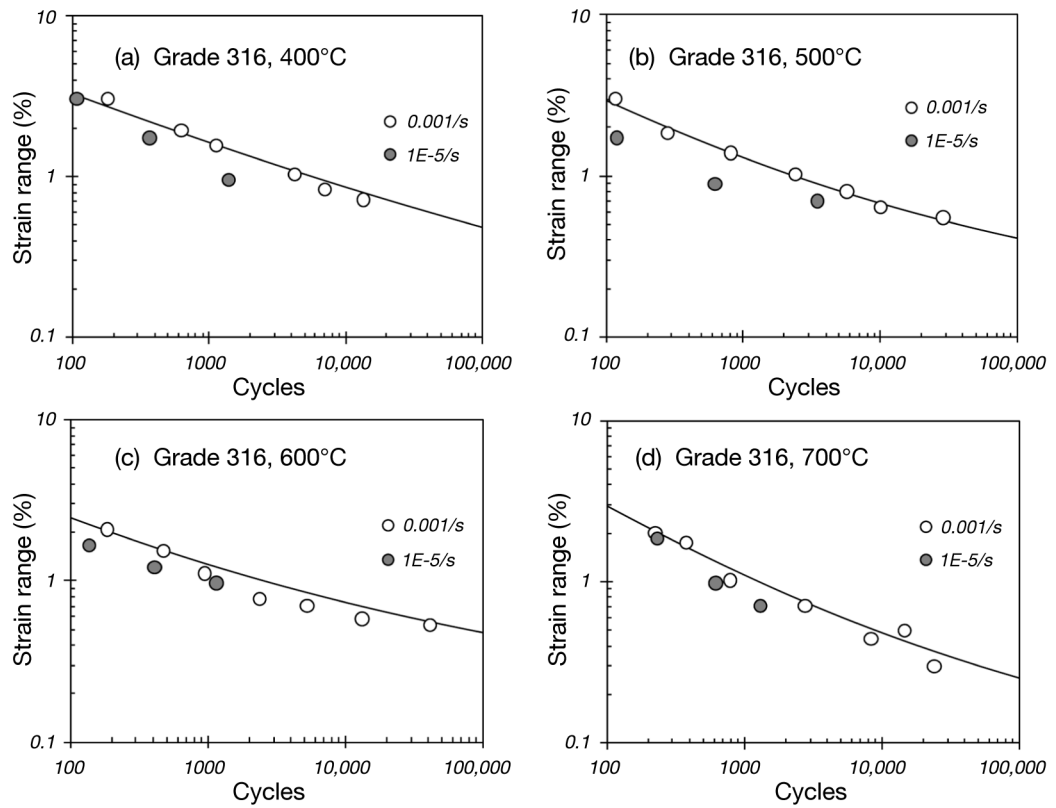 10
(a) Grade 316, 400°C
0.001/s
1E-5/s
Strain range (%)
1
0.1
100 1000 10,000 100,000
Cycles
10
(b) Grade 316, 500°C
0.001/s
1E-5/s
Strain range (%)
1
0.1
100 1000 10,000 100,000
Cycles
10
(c) Grade 316, 600°C
0.001/s
1E-5/s
Strain range (%)
1
0.1
100 1000 10,000 100,000
Cycles
10
(d) Grade 316, 700°C
0.001/s
1E-5/s
Strain range (%)
1
0.1
100 1000 10,000 100,000
Cycles